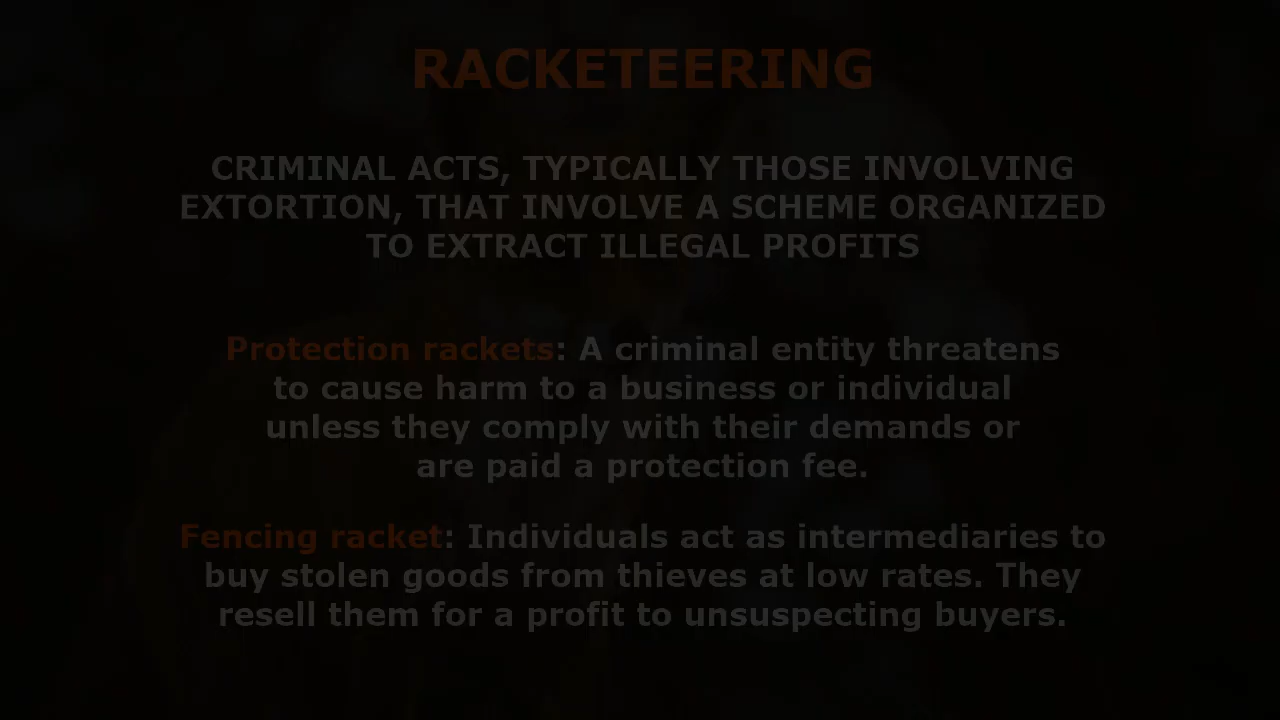 RACKETEERING
CRIMINAL ACTS, TYPICALLY THOSE INVOLVING
EXTORTION, THAT INVOLVE A SCHEME ORGANIZED
TO EXTRACT ILLEGAL PROFITS
Protection rackets: A criminal entity threatens
to cause harm to a business or individual
unless they comply with their demands or
are paid a protection fee.
Fencing racket: Individuals act as intermediaries to
buy stolen goods from thieves at low rates. They
resell them for a profit to unsuspecting buyers.